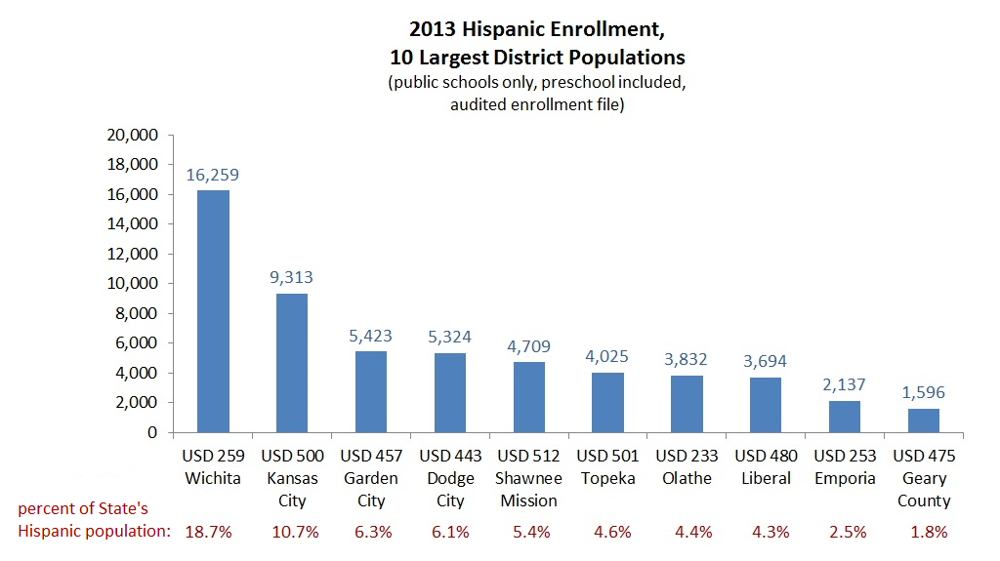 2013 Hispanic Enrollment,
10 Largest District Populations
(public schools only, preschool included,
audited enrollment file)
20,000
18,000
16,000
14,000
12,000
10,000
8,000
6,000
4,000
2,000
0
16,259
9,313
5,423
5,324
4,709
4,025
3,832
3,694
2,137
1,596
USD 259
Wichita
USD 500
Kansas
City
USD 457
Garden
City
USD 443
Dodge
City
USD 512
Shawnee
Mission
USD 501
Topeka
USD 233
Olathe
USD 480
Liberal
USD 253
Emporia
USD 475
Geary
County
percent of State's
Hispanic population: 18.7% 10.7% 6.3% 6.1% 5.4% 4.6% 4.4% 4.3% 2.5% 1.8%